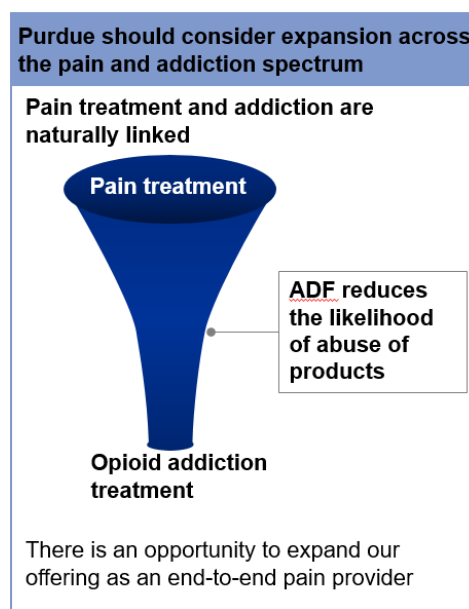 Purdue should consider expansion across
the pain and addiction spectrum
Pain treatment and addiction are
naturally linked
Pain treatment
ADF reduces
the likelihood
of abuse of
products
Opioid addiction
treatment
There is an opportunity to expand our
offering as an end-to-end pain provider